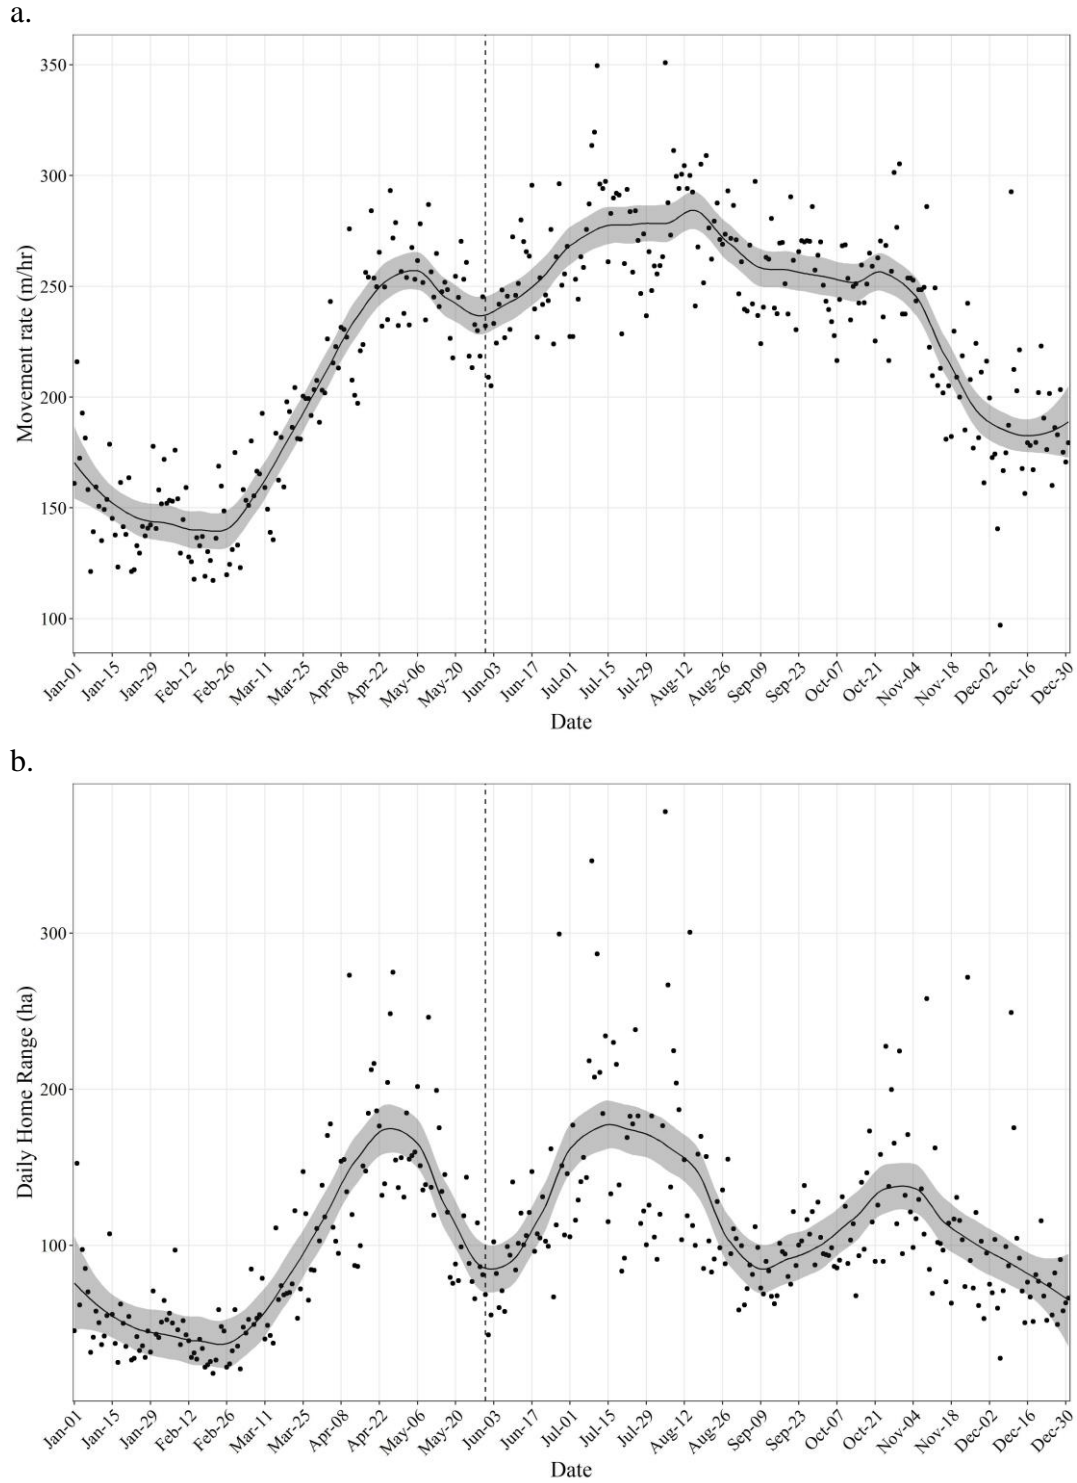 a.
Movement rate (m/hr)
350
300
250
200
150
100
Jan-01 Jan-15 Jan-29 Feb-12 Feb-26 Mar-11 Mar-25 Apr-08 Apr-22 May-06 May-20 Jun-03 Jun-17 Jul-01 Jul-15 Jul-29 Aug-12 Aug-26 Sep-09 Sep-23 Oct-07 Oct-21 Nov-04 Nov-18 Dec-02 Dec-16 Dec-30
Date
b.
Daily Home Range (ha)
300
200
100
Jan-01 Jan-15 Jan-29 Feb-12 Feb-26 Mar-11 Mar-25 Apr-08 Apr-22 May-06 May-20 Jun-03 Jun-17 Jul-01 Jul-15 Jul-29 Aug-12 Aug-26 Sep-09 Sep-23 Oct-07 Oct-21 Nov-04 Nov-18 Dec-02 Dec-16 Dec-30
Date